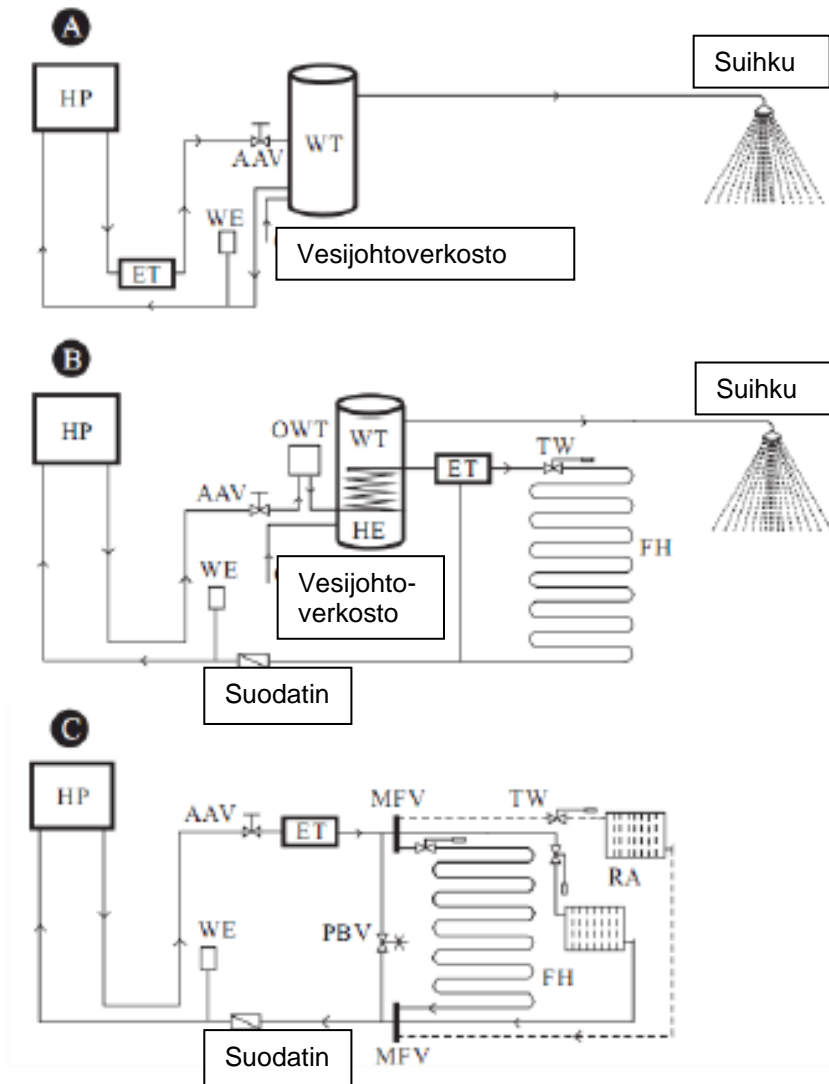 A
HP
Suihku
WT
AAV
WE
Vesijohtoverkosto
ET
B
HP
Suihku
OWT
WT
TW
ET
AAV
HE
FH
WE
Vesijohto-
verkosto
Suodatin
C
HP
AAV
MFV
TW
ET
RA
WE
PBV
FH
Suodatin
MFV